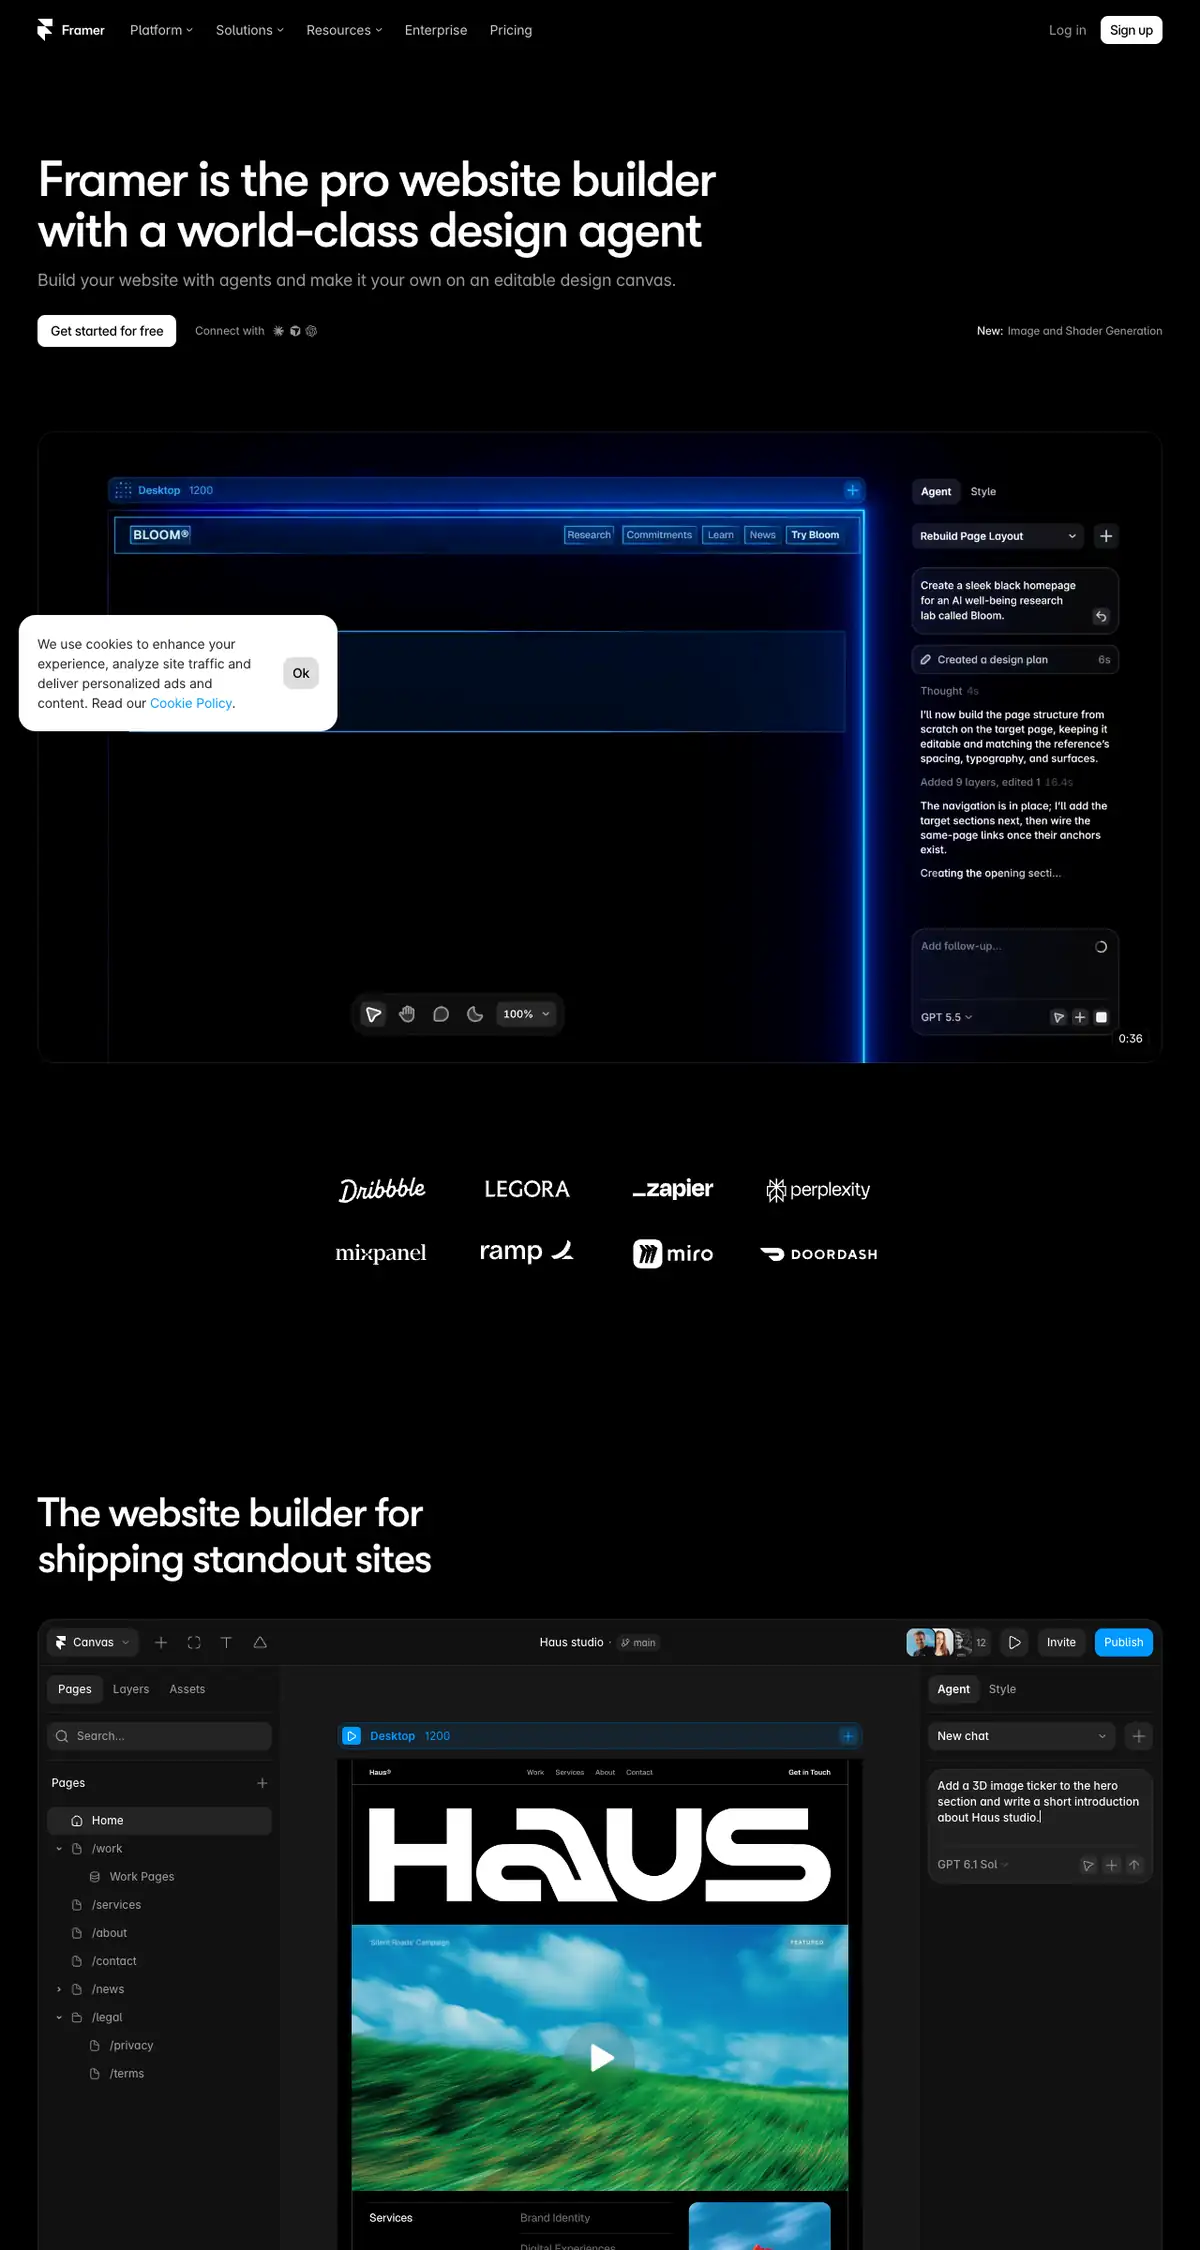 Framer
Platform
Solutions
Resources
Enterprise
Pricing
Log in
Sign up
Framer is the pro website builder
with a world-class design agent
Build your website with agents and make it your own on an editable design canvas.
Get started for free
Connect with
New: Image and Shader Generation
Desktop 1200
BLOOM®
Research
Commitments
Learn
News
Try Bloom
Agent
Style
Rebuild Page Layout
Create a sleek black homepage
for an AI well-being research
lab called Bloom.
Created a design plan 6s
Thought 4s
I'll now build the page structure from
scratch on the target page, keeping it
editable and matching the reference's
spacing, typography, and surfaces.
Added 9 layers, edited 1 16.4s
The navigation is in place; I'll add the
target sections next, then wire the
same-page links once their anchors
exist.
Creating the opening secti...
Add follow-up...
GPT 5.5
100%
0:36
We use cookies to enhance your
experience, analyze site traffic and
deliver personalized ads and
content. Read our Cookie Policy.
Ok
Dribbble
LEGORA
zapier
perplexity
mixpanel
ramp
miro
DOORDASH
The website builder for
shipping standout sites
Canvas
Haus studio · main
12
Invite
Publish
Pages
Layers
Assets
Search...
Pages
Home
/work
Work Pages
/services
/about
/contact
/news
/legal
/privacy
/terms
Desktop 1200
Haus®
Work
Services
About
Contact
Get in Touch
HAUS
'Silent Roads' Campaign
FEATURED
Services
Brand Identity
Digital Experiences
Agent
Style
New chat
Add a 3D image ticker to the hero
section and write a short introduction
about Haus studio.
GPT 6.1 Sol